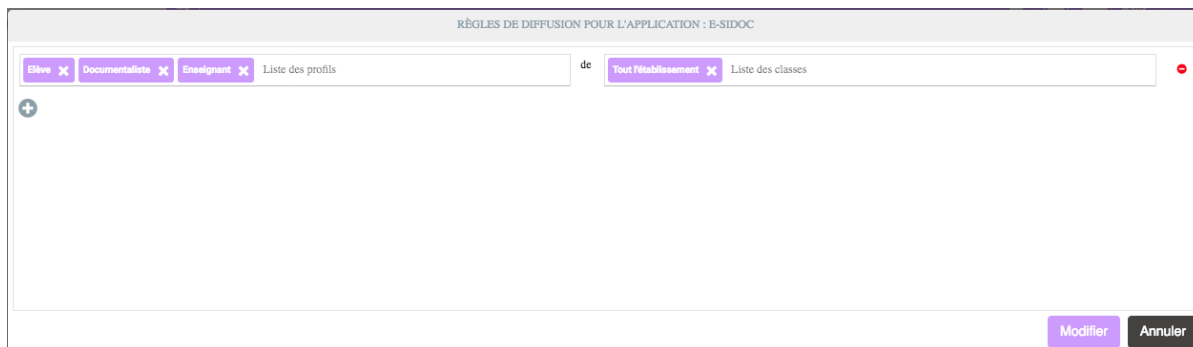 RÈGLES DE DIFFUSION POUR L'APPLICATION : E-SIDOC
Elève Documentaliste Enseignant Liste des profils de Tout l'établissement Liste des classes
Modifier Annuler